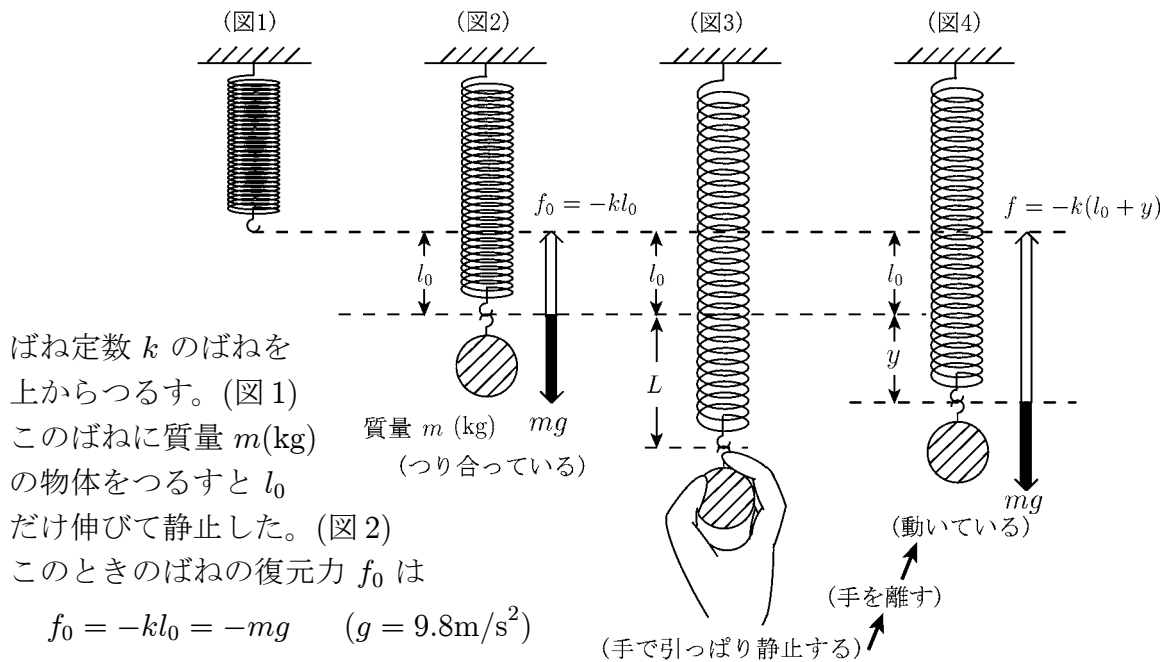 (図1)
(図2)
(図3)
(図4)
f₀ = −kl₀
f = −k(l₀ + y)
l₀
l₀
l₀
L
y
質量 m (kg)
mg
(つり合っている)
mg
(動いている)
(手を離す)
(手で引っぱり静止する)
ばね定数 k のばねを
上からつるす。(図1)
このばねに質量 m(kg)
の物体をつるすと l₀
だけ伸びて静止した。(図2)
このときのばねの復元力 f₀ は
f₀ = −kl₀ = −mg (g = 9.8m/s²)